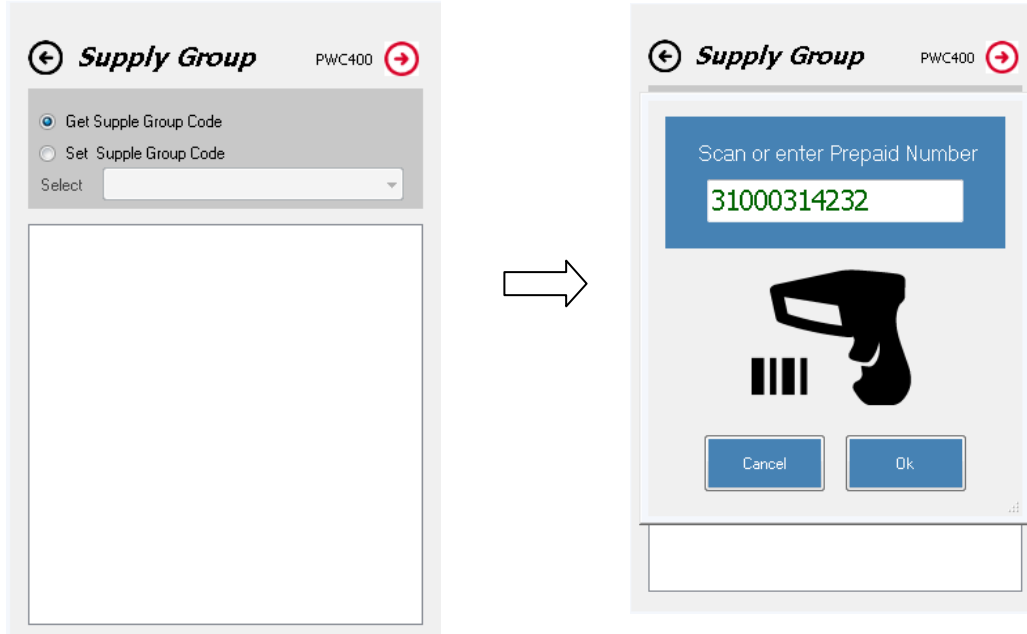 Supply Group PWC400
Get Supple Group Code
Set Supple Group Code
Select
Supply Group PWC400
Scan or enter Prepaid Number
31000314232
Cancel Ok